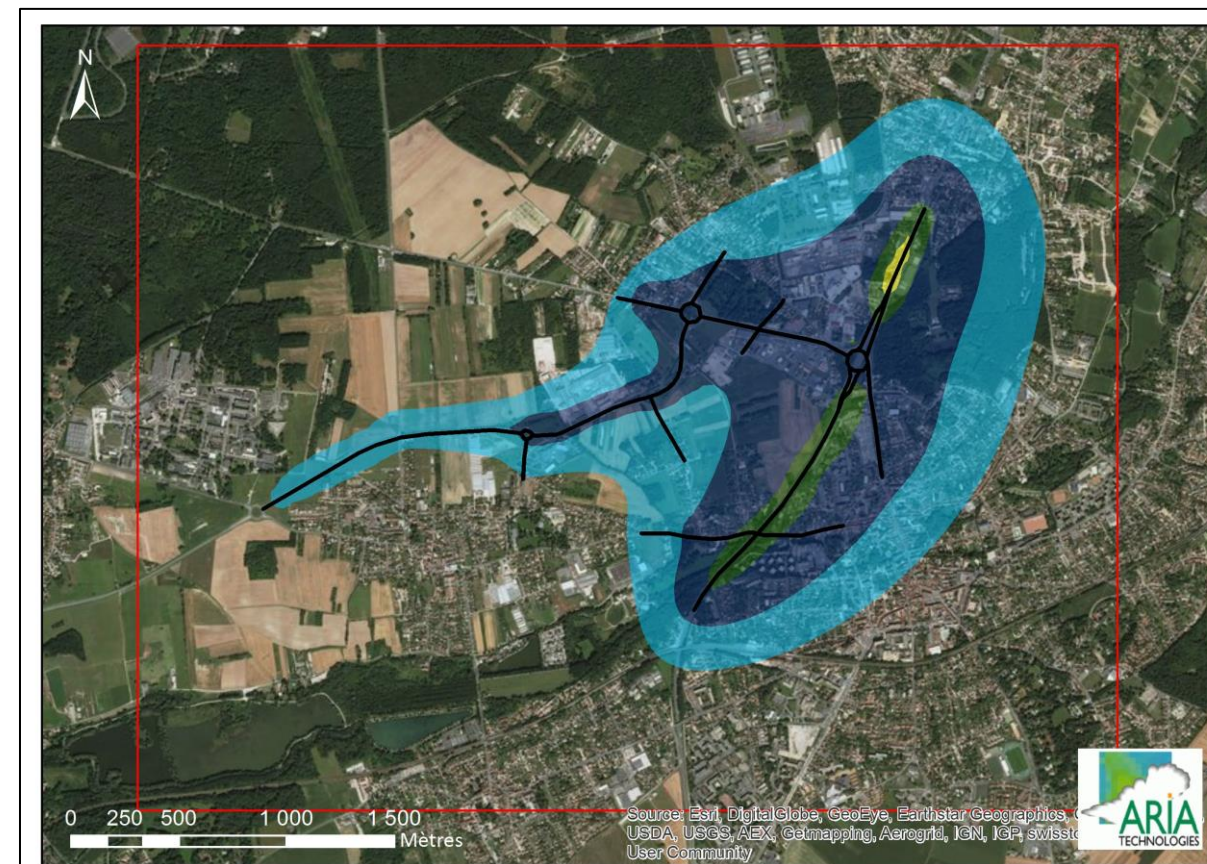 N
0 250 500 1 000 1 500
Mètres
Source: Esri, DigitalGlobe, GeoEye, Earthstar Geographics,
USDA, USGS, AEX, Getmapping, Aerogrid, IGN, IGP,
User Community
ARIA
TECHNOLOGIES